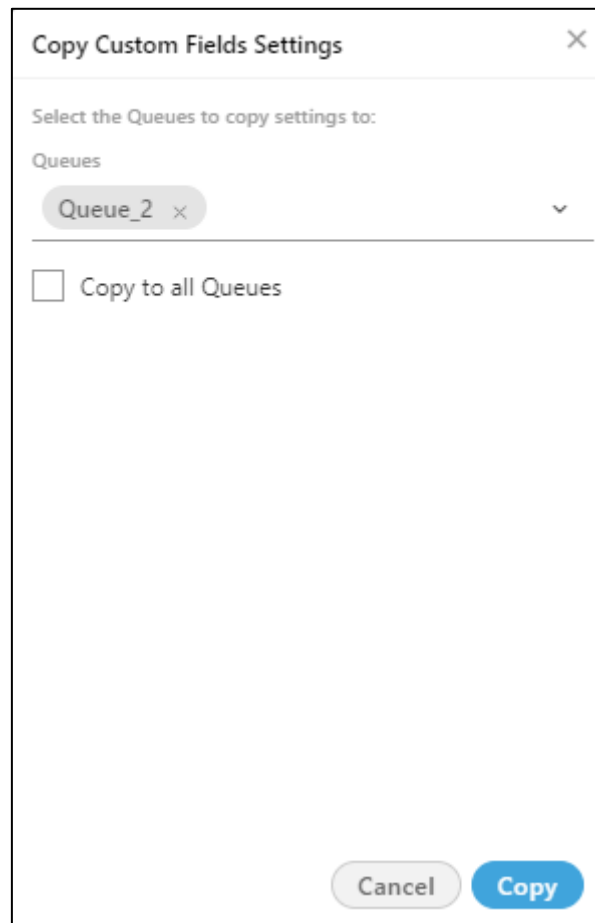 Copy Custom Fields Settings
Select the Queues to copy settings to:
Queues
Queue_2
Copy to all Queues
Cancel Copy